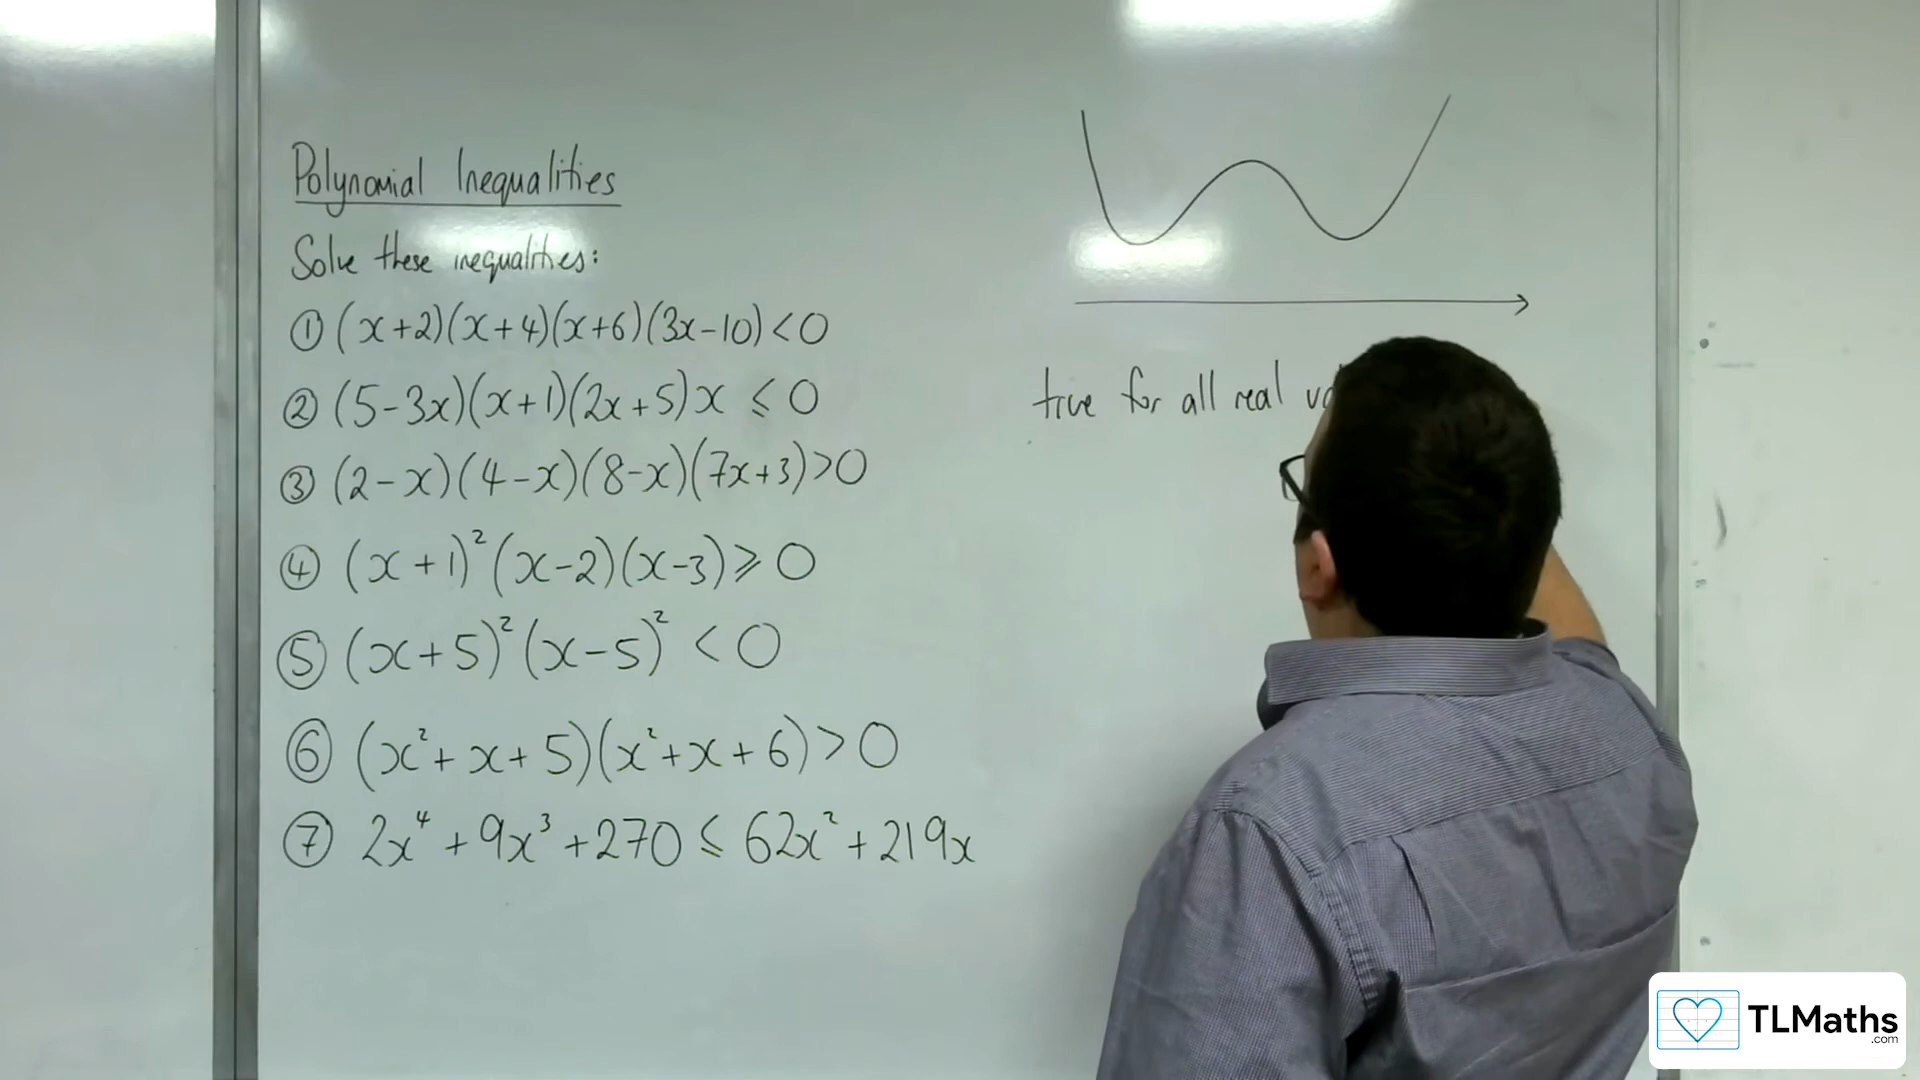 Polynomial Inequalities
Solve these inequalities:
① (x+2)(x+4)(x+6)(3x-10)<0
② (5-3x)(x+1)(2x+5)x ⩽ 0
③ (2-x)(4-x)(8-x)(7x+3)>0
④ (x+1)²(x-2)(x-3)⩾0
⑤ (x+5)²(x-5)² < 0
⑥ (x²+x+5)(x²+x+6)>0
⑦ 2x⁴+9x³+270 ⩽ 62x²+219x
true for all real
TLMaths
.com